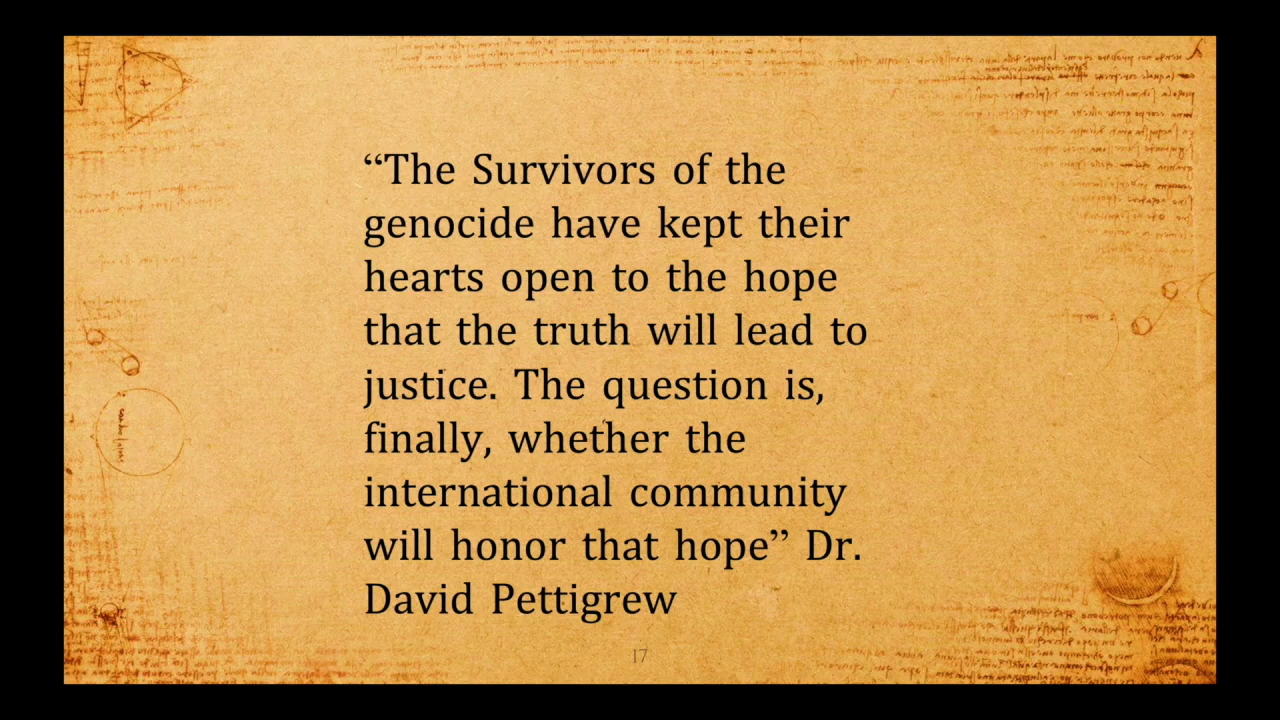 “The Survivors of the
genocide have kept their
hearts open to the hope
that the truth will lead to
justice. The question is,
finally, whether the
international community
will honor that hope” Dr.
David Pettigrew
17